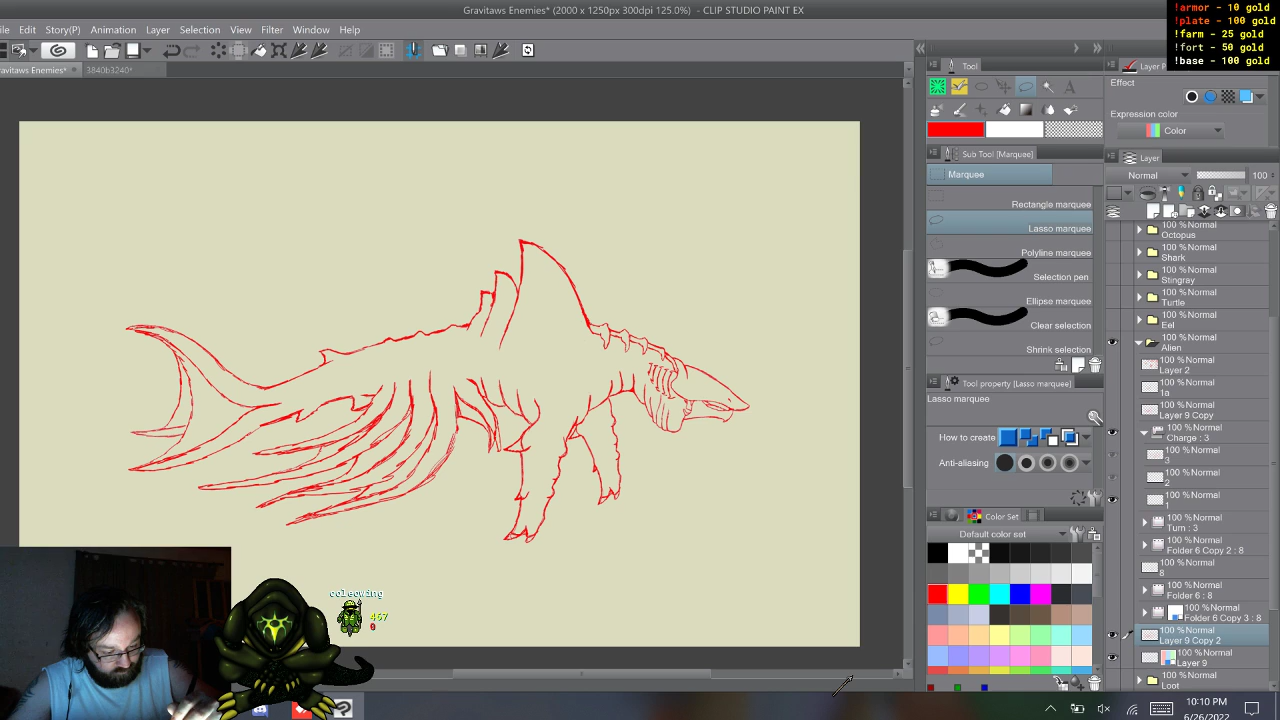 Gravitaws Enemies* (2000 x 1250px 300dpi 125.0%) - CLIP STUDIO PAINT EX
!armor - 10 gold
!plate - 100 gold
!farm - 25 gold
!fort - 50 gold
!base - 100 gold
ile Edit Story(P) Animation Layer Selection View Filter Window Help
ravitaws Enemies*
3840b3240*
Tool
Layer P
Effect
Expression color
Color
Sub Tool [Marquee]
Marquee
Rectangle marquee
Lasso marquee
Polyline marquee
Selection pen
Ellipse marquee
Clear selection
Shrink selection
Tool property [Lasso marquee]
Lasso marquee
How to create
Anti-aliasing
Color Set
Default color set
Layer
Normal 100
100 %Normal
Octopus
100 %Normal
Shark
100 %Normal
Stingray
100 %Normal
Turtle
100 %Normal
Eel
100 %Normal
Alien
100 %Normal
Layer 2
100 %Normal
1a
100 %Normal
Layer 9 Copy
100 %Normal
Charge : 3
100 %Normal
3
100 %Normal
2
100 %Normal
1
100 %Normal
Turn : 3
100 %Normal
Folder 6 Copy 2 : 8
100 %Normal
8
100 %Normal
Folder 6 : 8
100 %Normal
Folder 6 Copy 3 : 8
100 %Normal
Layer 9 Copy 2
100 %Normal
Layer 9
100 %Normal
Loot
coleowing
467
0
10:10 PM
6/26/2022